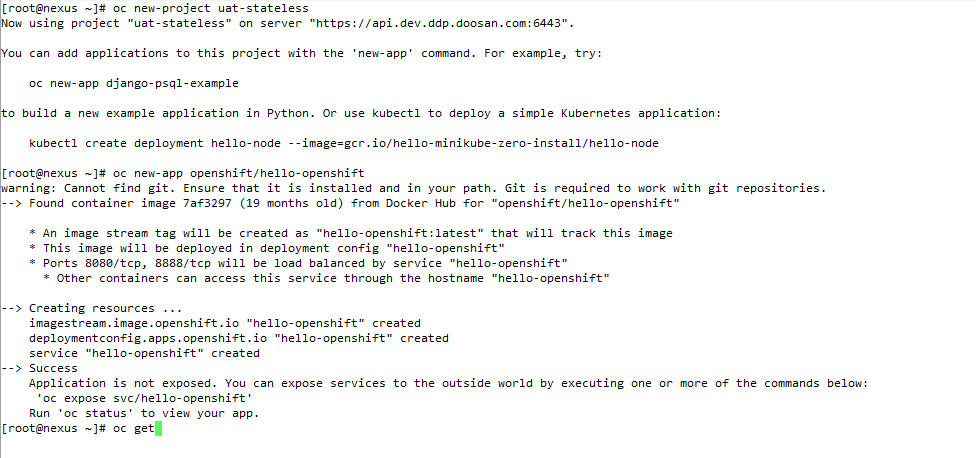 [root@nexus ~]# oc new-project uat-stateless
Now using project "uat-stateless" on server "https://api.dev.ddp.doosan.com:6443".
You can add applications to this project with the 'new-app' command. For example, try:
oc new-app django-psql-example
to build a new example application in Python. Or use kubectl to deploy a simple Kubernetes application:
kubectl create deployment hello-node --image=gcr.io/hello-minikube-zero-install/hello-node
[root@nexus ~]# oc new-app openshift/hello-openshift
warning: Cannot find git. Ensure that it is installed and in your path. Git is required to work with git repositories.
--> Found container image 7af3297 (19 months old) from Docker Hub for "openshift/hello-openshift"
* An image stream tag will be created as "hello-openshift:latest" that will track this image
* This image will be deployed in deployment config "hello-openshift"
* Ports 8080/tcp, 8888/tcp will be load balanced by service "hello-openshift"
* Other containers can access this service through the hostname "hello-openshift"
--> Creating resources ...
imagestream.image.openshift.io "hello-openshift" created
deploymentconfig.apps.openshift.io "hello-openshift" created
service "hello-openshift" created
--> Success
Application is not exposed. You can expose services to the outside world by executing one or more of the commands below:
'oc expose svc/hello-openshift'
Run 'oc status' to view your app.
[root@nexus ~]# oc get